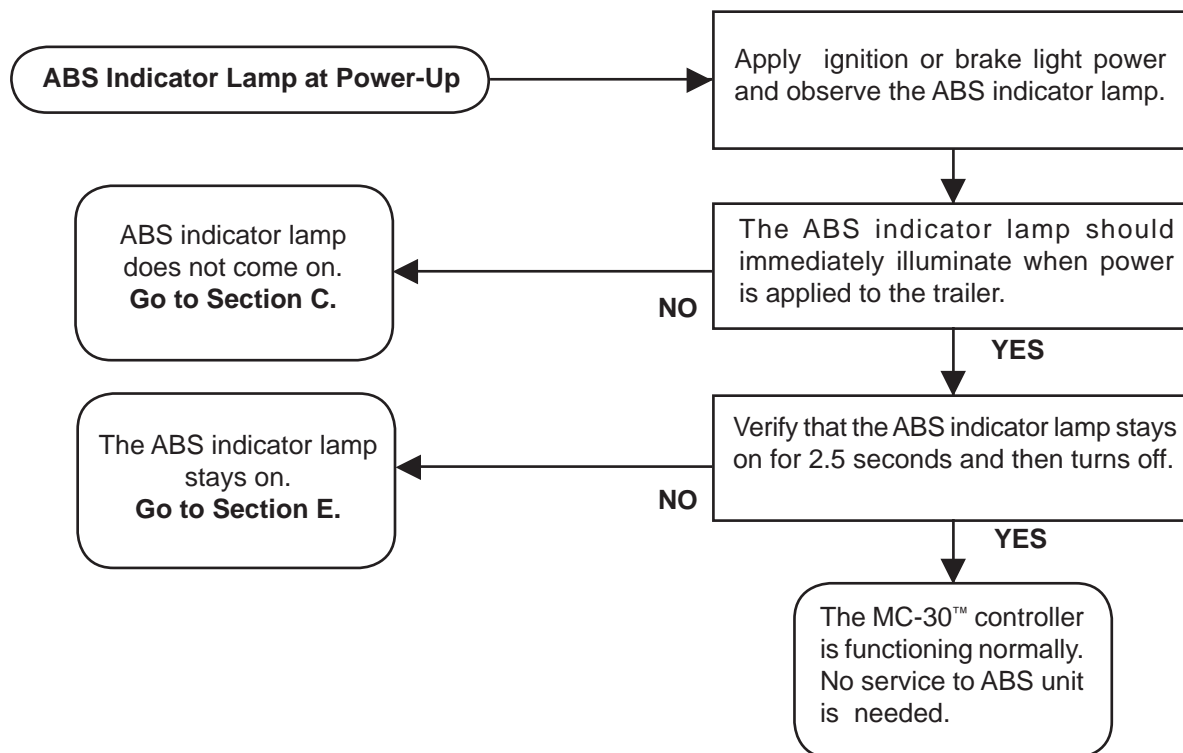 ABS Indicator Lamp at Power-Up
Apply ignition or brake light power
and observe the ABS indicator lamp.
The ABS indicator lamp should
immediately illuminate when power
is applied to the trailer.
NO
ABS indicator lamp
does not come on.
Go to Section C.
YES
Verify that the ABS indicator lamp stays
on for 2.5 seconds and then turns off.
NO
The ABS indicator lamp
stays on.
Go to Section E.
YES
The MC-30™ controller
is functioning normally.
No service to ABS unit
is needed.